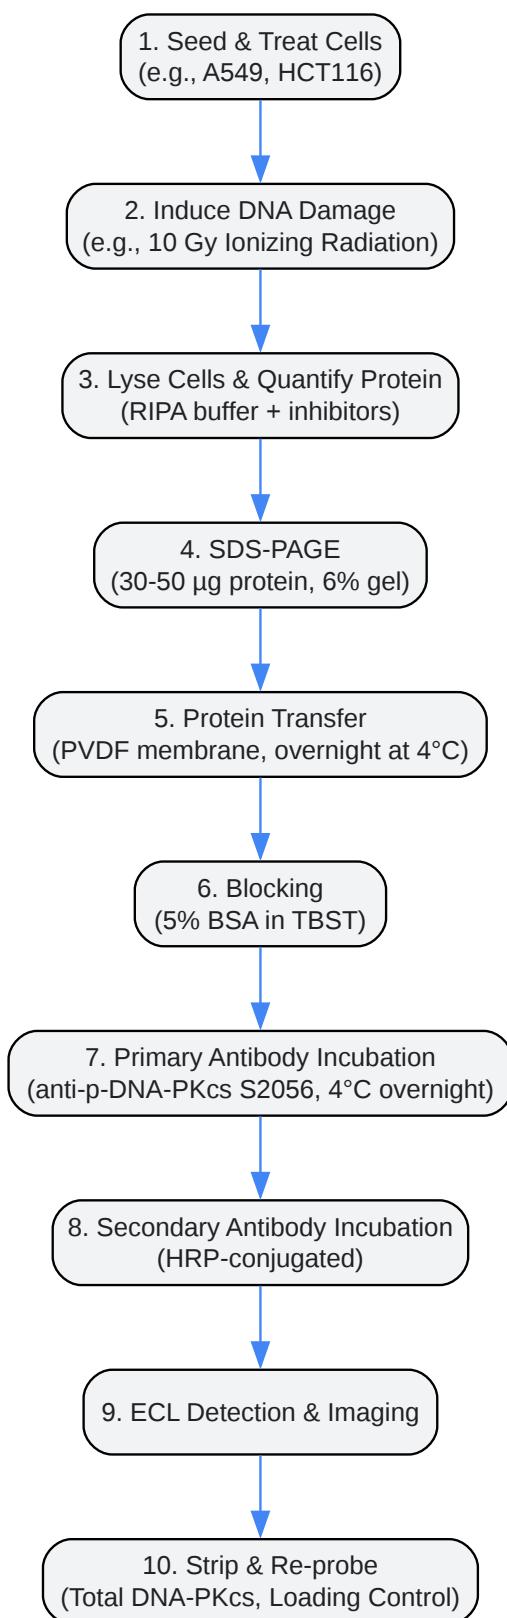 1. Seed & Treat Cells
(e.g., A549, HCT116)
2. Induce DNA Damage
(e.g., 10 Gy Ionizing Radiation)
3. Lyse Cells & Quantify Protein
(RIPA buffer + inhibitors)
4. SDS-PAGE
(30-50 µg protein, 6% gel)
5. Protein Transfer
(PVDF membrane, overnight at 4°C)
6. Blocking
(5% BSA in TBST)
7. Primary Antibody Incubation
(anti-p-DNA-PKcs S2056, 4°C overnight)
8. Secondary Antibody Incubation
(HRP-conjugated)
9. ECL Detection & Imaging
10. Strip & Re-probe
(Total DNA-PKcs, Loading Control)